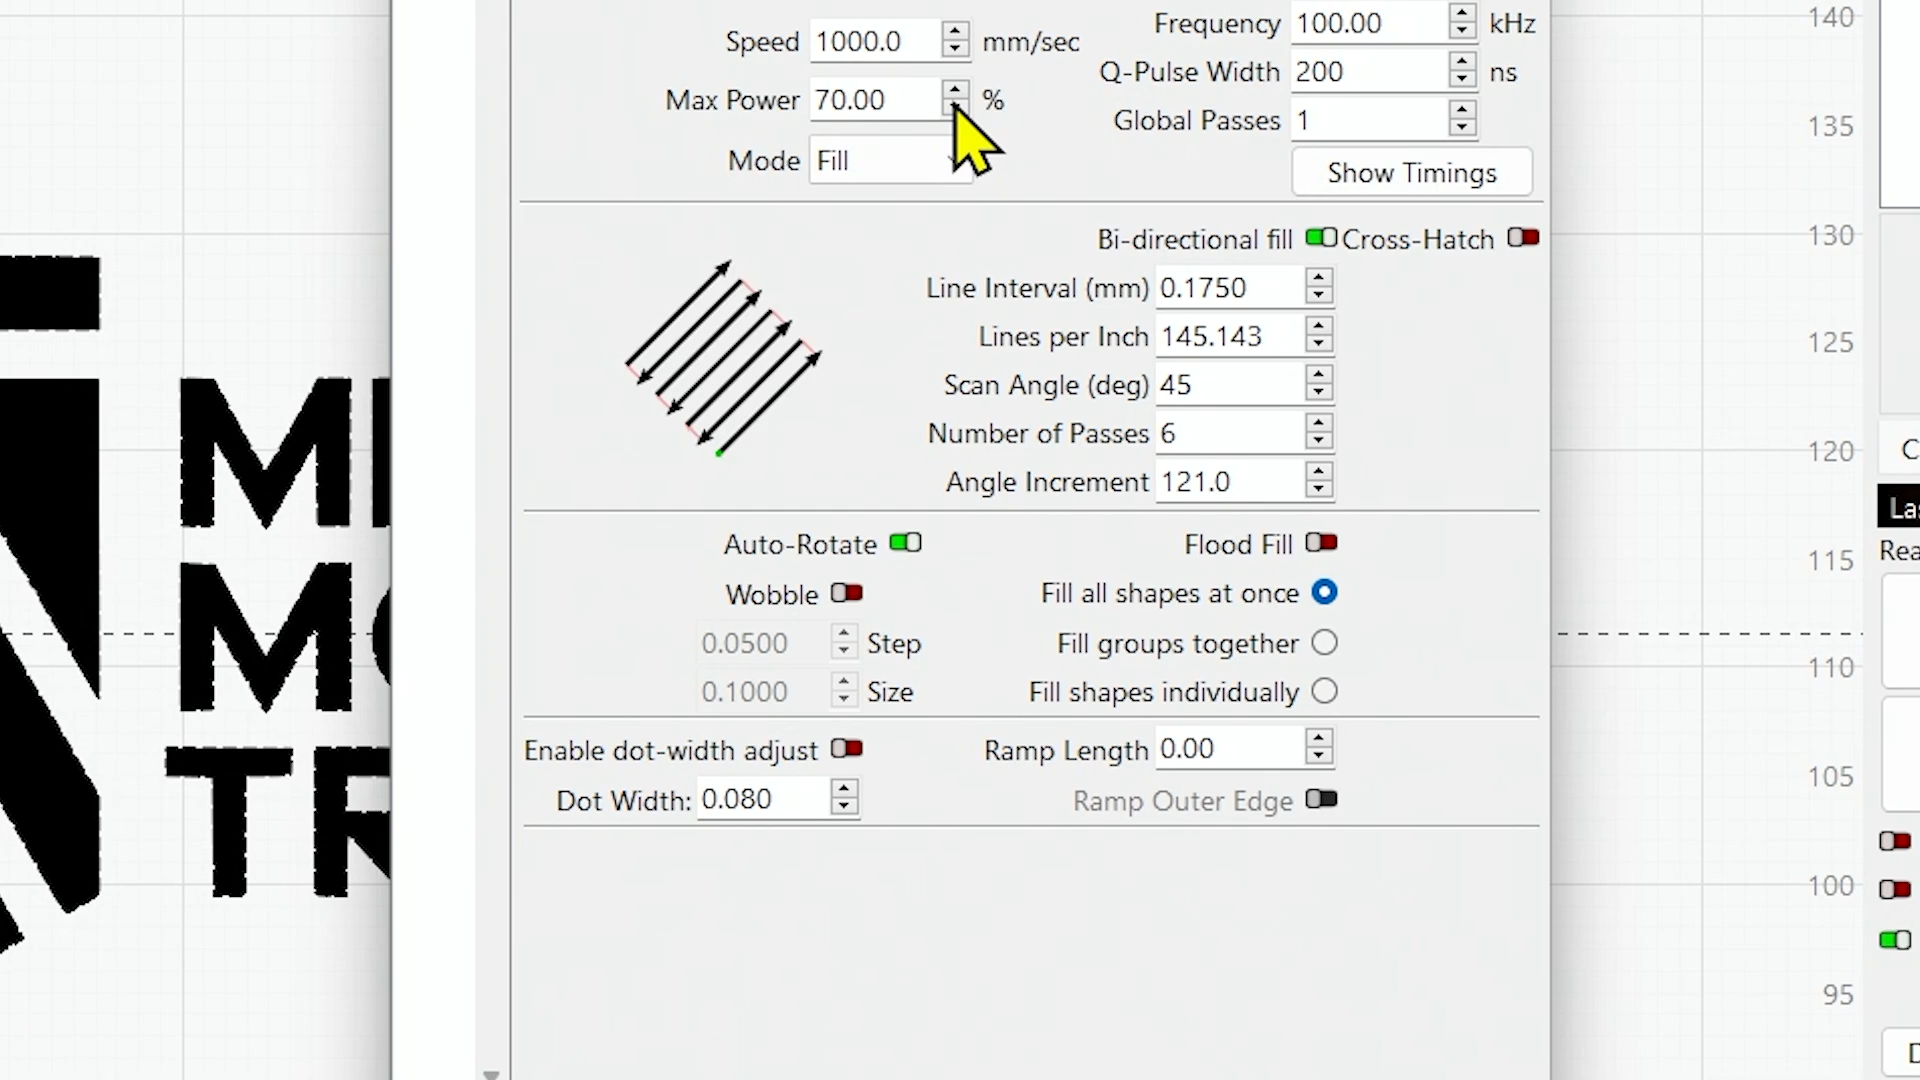 Speed 1000.0 mm/sec
Max Power 70.00 %
Mode Fill
Frequency 100.00 kHz
Q-Pulse Width 200 ns
Global Passes 1
Show Timings
Bi-directional fill Cross-Hatch
Line Interval (mm) 0.1750
Lines per Inch 145.143
Scan Angle (deg) 45
Number of Passes 6
Angle Increment 121.0
Auto-Rotate Flood Fill
Wobble Fill all shapes at once
0.0500 Step Fill groups together
0.1000 Size Fill shapes individually
Enable dot-width adjust Ramp Length 0.00
Dot Width: 0.080 Ramp Outer Edge
140
135
130
125
120
115
110
105
100
95